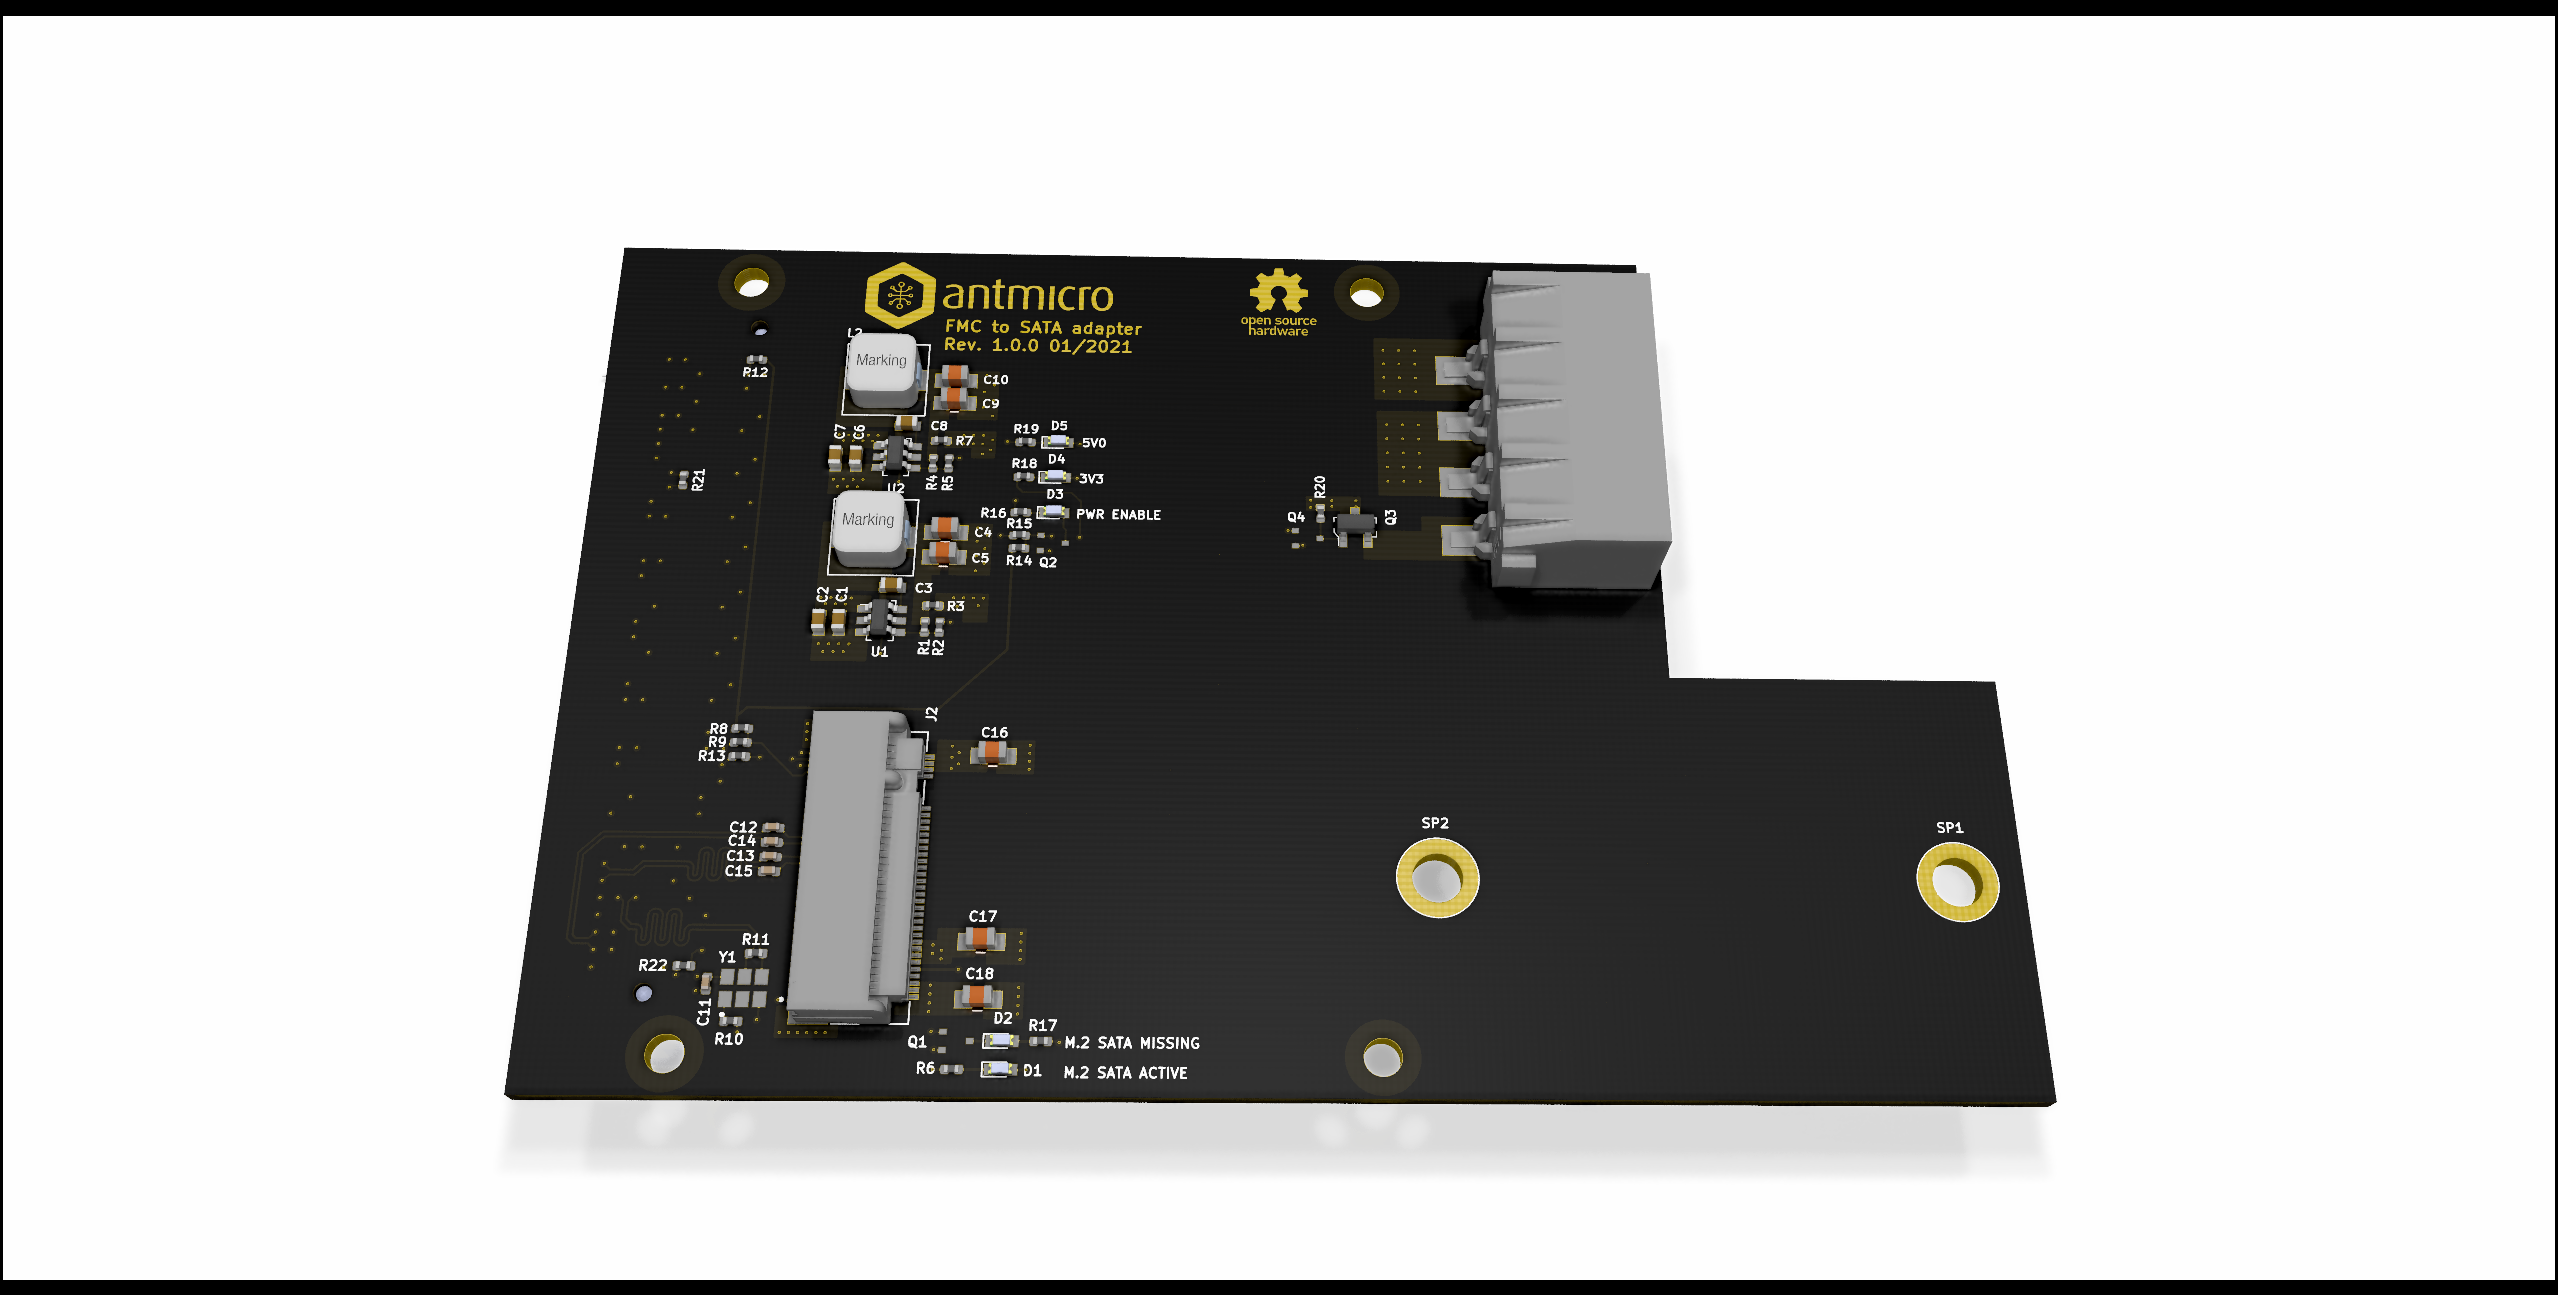 antmicro
FMC to SATA adapter
Rev. 1.0.0 01/2021
open source
hardware
L2
Marking
R12
C10
C9
C7
C6
C8
R7
R19
D5
5V0
R21
U2
R4
R5
R18
D4
3V3
D3
R16
PWR ENABLE
R15
R14
Q2
R20
Q4
Q3
Marking
C4
C5
C2
C1
C3
R3
U1
R1
R2
J2
R8
R9
R13
C16
C12
C14
C13
C15
SP2
SP1
C17
R11
Y1
R22
C11
R10
C18
D2
R17
Q1
M.2 SATA MISSING
R6
D1
M.2 SATA ACTIVE